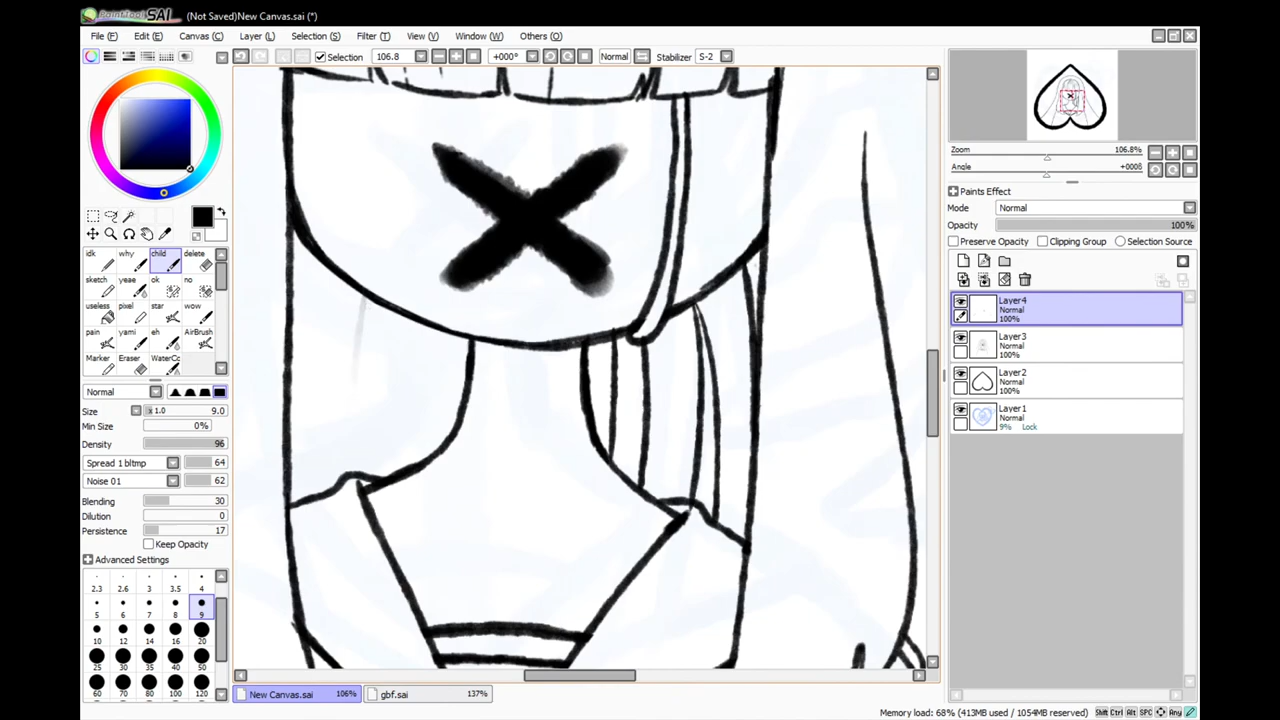 PaintTool SAI (Not Saved)New Canvas.sai (*)
File (F) Edit (E) Canvas (C) Layer (L) Selection (S) Filter (T) View (V) Window (W) Others (O)
Selection 106.8 +000° Normal Stabilizer S-2
Zoom 106.8%
Angle +000δ
Paints Effect
Mode Normal
Opacity 100%
Preserve Opacity Clipping Group Selection Source
Layer4
Normal
100%
Layer3
Normal
100%
Layer2
Normal
100%
Layer1
Normal
9% Lock
idk why child delete
sketch yeae ok no
useless pixel star wow
pain yami eh AirBrush
Marker Eraser WaterCo
Normal
Size x 1.0 9.0
Min Size 0%
Density 96
Spread 1 bltmp 64
Noise 01 62
Blending 30
Dilution 0
Persistence 17
Keep Opacity
Advanced Settings
2.3 2.6 3 3.5 4
5 6 7 8 9
10 12 14 16 20
25 30 35 40 50
60 70 80 100 120
New Canvas.sai 106% gbf.sai 137%
Memory load: 68% (413MB used / 1054MB reserved) Shift Ctrl Alt SPC Any